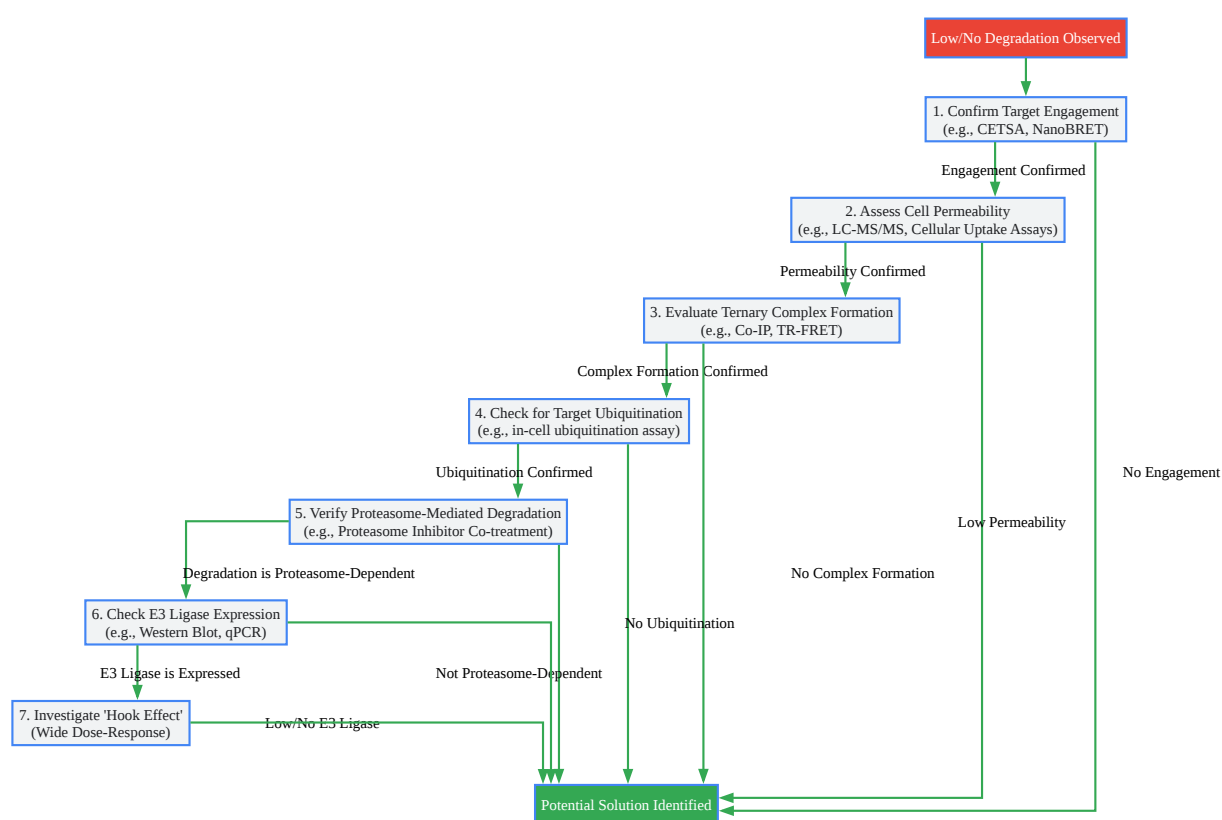 Low/No Degradation Observed
1. Confirm Target Engagement
(e.g., CETSA, NanoBRET)
Engagement Confirmed
2. Assess Cell Permeability
(e.g., LC-MS/MS, Cellular Uptake Assays)
Permeability Confirmed
3. Evaluate Ternary Complex Formation
(e.g., Co-IP, TR-FRET)
Complex Formation Confirmed
4. Check for Target Ubiquitination
(e.g., in-cell ubiquitination assay)
Ubiquitination Confirmed
No Engagement
5. Verify Proteasome-Mediated Degradation
(e.g., Proteasome Inhibitor Co-treatment)
Low Permeability
Degradation is Proteasome-Dependent
No Complex Formation
6. Check E3 Ligase Expression
(e.g., Western Blot, qPCR)
No Ubiquitination
E3 Ligase is Expressed
Not Proteasome-Dependent
7. Investigate 'Hook Effect'
(Wide Dose-Response)
Low/No E3 Ligase
Potential Solution Identified